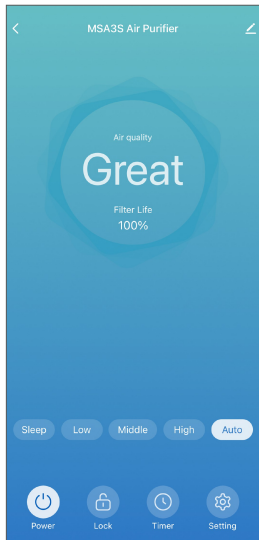 MSA3S Air Purifier
Air quality
Great
Filter Life
100%
Sleep Low Middle High Auto
Power Lock Timer Setting